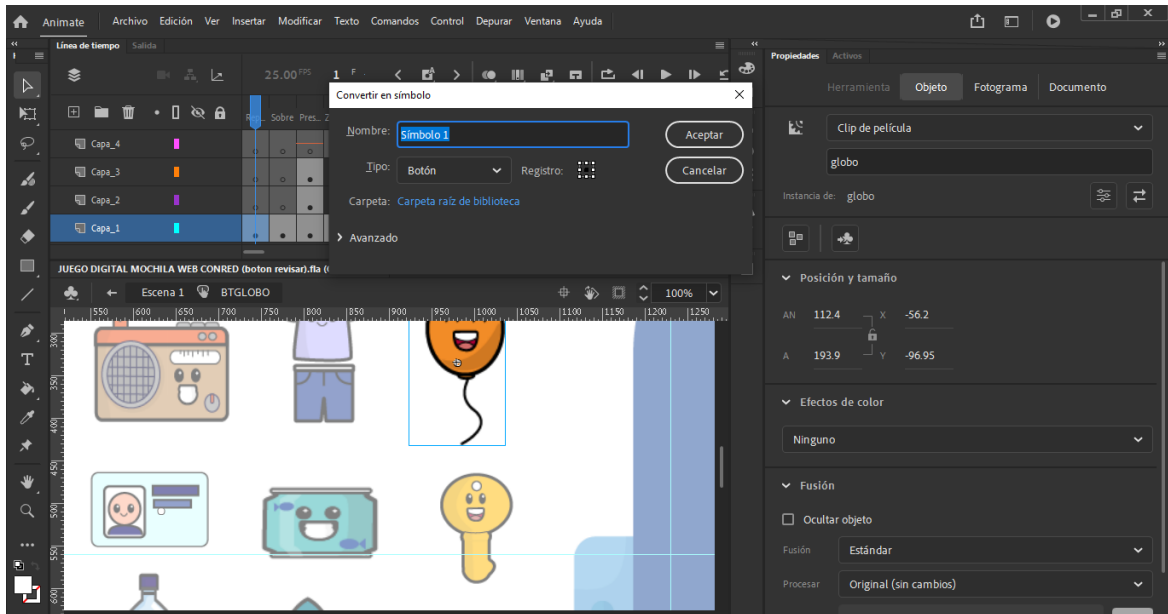 Animate Archivo Edición Ver Insertar Modificar Texto Comandos Control Depurar Ventana Ayuda
Línea de tiempo Salida
25.00 FPS 1 F
Sobre Pres...
Capa_4
Capa_3
Capa_2
Capa_1
Convertir en símbolo
Nombre: Símbolo 1 Aceptar
Tipo: Botón Registro: Cancelar
Carpeta: Carpeta raíz de biblioteca
Avanzado
JUEGO DIGITAL MOCHILA WEB CONRED (boton revisar).fla
Escena 1 BTGLOBO 100%
550 600 650 700 750 800 850 900 950 1000 1050 1100 1150 1200 1250
300
350
400
450
500
550
600
Propiedades Activos
Herramienta Objeto Fotograma Documento
Clip de película
globo
Instancia de: globo
Posición y tamaño
AN 112.4 X -56.2
A 193.9 Y -96.95
Efectos de color
Ninguno
Fusión
Ocultar objeto
Fusión Estándar
Procesar Original (sin cambios)